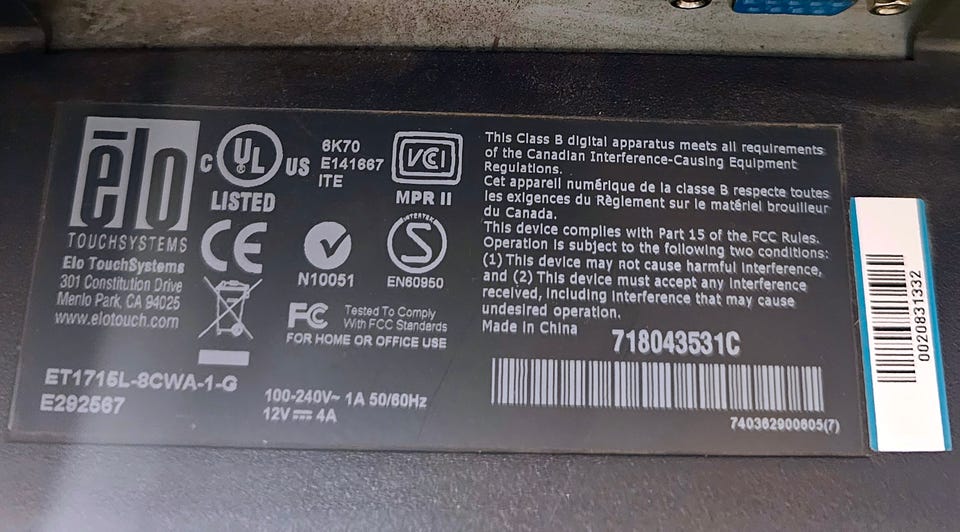 ēlo
TOUCHSYSTEMS
Elo TouchSystems
301 Constitution Drive
Menlo Park, CA 94025
www.elotouch.com
ET1715L-8CWA-1-G
E292567
C UL US
LISTED
6K70
E141667
ITE
VCI
MPR II
CE
N10051
INTERTEK
S
EN60950
FC
Tested To Comply
With FCC Standards
FOR HOME OR OFFICE USE
100-240V~ 1A 50/60Hz
12V 4A
This Class B digital apparatus meets all requirements
of the Canadian Interference-Causing Equipment
Regulations.
Cet appareil numérique de la classe B respecte toutes
les exigences du Règlement sur le matériel brouilleur
du Canada.
This device complies with Part 15 of the FCC Rules.
Operation is subject to the following two conditions:
(1) This device may not cause harmful interference,
and (2) This device must accept any interference
received, including interference that may cause
undesired operation.
Made in China
718043531C
740362900605(7)
0020831332